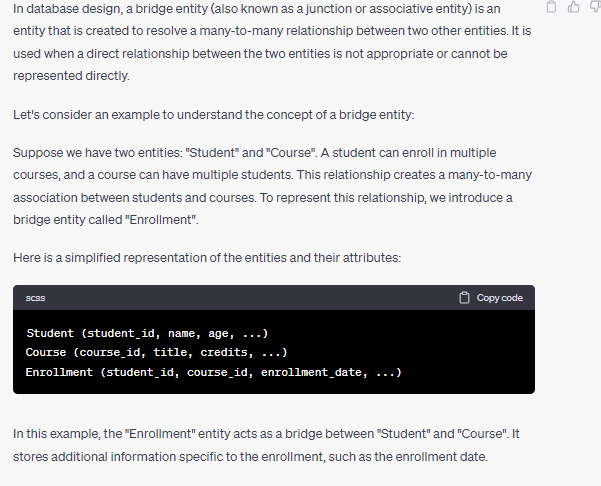 In database design, a bridge entity (also known as a junction or associative entity) is an
entity that is created to resolve a many-to-many relationship between two other entities. It is
used when a direct relationship between the two entities is not appropriate or cannot be
represented directly.
Let's consider an example to understand the concept of a bridge entity:
Suppose we have two entities: "Student" and "Course". A student can enroll in multiple
courses, and a course can have multiple students. This relationship creates a many-to-many
association between students and courses. To represent this relationship, we introduce a
bridge entity called "Enrollment".
Here is a simplified representation of the entities and their attributes:
scss Copy code
Student (student_id, name, age, ...)
Course (course_id, title, credits, ...)
Enrollment (student_id, course_id, enrollment_date, ...)
In this example, the "Enrollment" entity acts as a bridge between "Student" and "Course". It
stores additional information specific to the enrollment, such as the enrollment date.